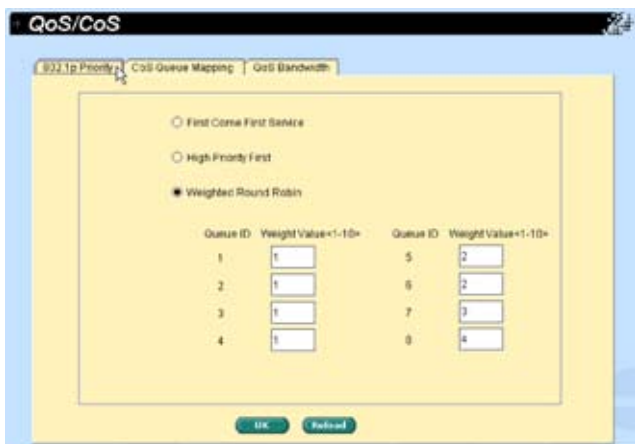 QoS/CoS
802.1p Priority CoS Queue Mapping QoS Bandwidth
First Come First Service
High Priority First
Weighted Round Robin
Queue ID Weight Value<1-10> Queue ID Weight Value<1-10>
1 1 5 2
2 1 6 2
3 1 7 3
4 1 8 4
OK Reload